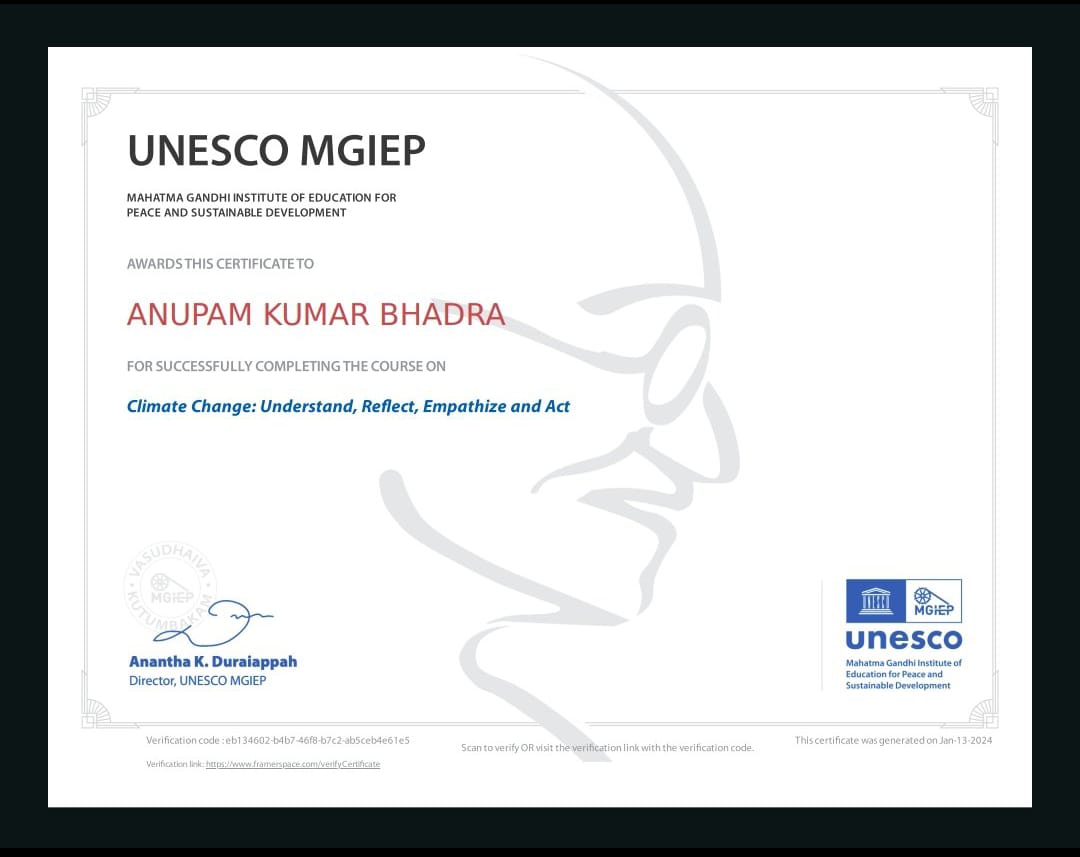 UNESCO MGIEP
MAHATMA GANDHI INSTITUTE OF EDUCATION FOR
PEACE AND SUSTAINABLE DEVELOPMENT
AWARDS THIS CERTIFICATE TO
ANUPAM KUMAR BHADRA
FOR SUCCESSFULLY COMPLETING THE COURSE ON
Climate Change: Understand, Reflect, Empathize and Act
VASUDHAIVA
MGIEP
KUTUMBAKAM
Anantha K. Duraiappah
Director, UNESCO MGIEP
MGIEP
unesco
Mahatma Gandhi Institute of
Education for Peace and
Sustainable Development
Verification code : eb134602-b4b7-46f8-b7c2-ab5ceb4e61e5
Scan to verify OR visit the verification link with the verification code.
This certificate was generated on Jan-13-2024
Verification link: https://www.framerspace.com/verifyCertificate